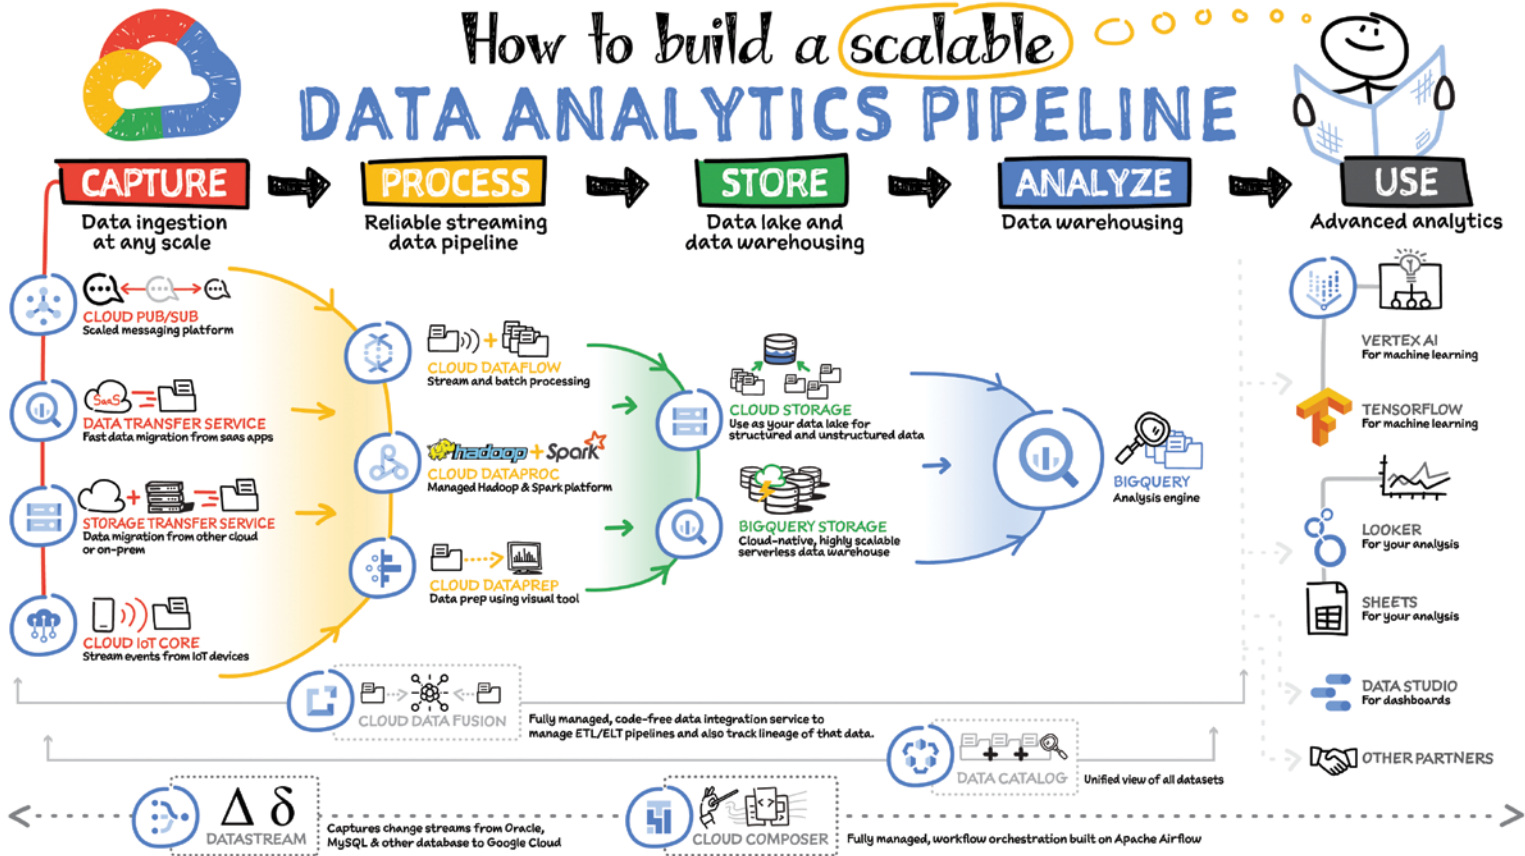 How to build a scalable
DATA ANALYTICS PIPELINE
CAPTURE
Data ingestion
at any scale
CLOUD PUB/SUB
Scaled messaging platform
SaaS
DATA TRANSFER SERVICE
Fast data migration from saas apps
STORAGE TRANSFER SERVICE
Data migration from other cloud
or on-prem
CLOUD IoT CORE
Stream events from IoT devices
PROCESS
Reliable streaming
data pipeline
CLOUD DATAFLOW
Stream and batch processing
hadoop + Spark
CLOUD DATAPROC
Managed Hadoop & Spark platform
CLOUD DATAPREP
Data prep using visual tool
STORE
Data lake and
data warehousing
CLOUD STORAGE
Use as your data lake for
structured and unstructured data
BIGQUERY STORAGE
Cloud-native, highly scalable
serverless data warehouse
ANALYZE
Data warehousing
BIGQUERY
Analysis engine
USE
Advanced analytics
VERTEX AI
For machine learning
TENSORFLOW
For machine learning
LOOKER
For your analysis
SHEETS
For your analysis
DATA STUDIO
For dashboards
OTHER PARTNERS
CLOUD DATA FUSION
Fully managed, code-free data integration service to
manage ETL/ELT pipelines and also track lineage of that data.
DATA CATALOG
Unified view of all datasets
Δ δ
DATASTREAM
Captures change streams from Oracle,
MySQL & other database to Google Cloud
CLOUD COMPOSER
Fully managed, workflow orchestration built on Apache Airflow